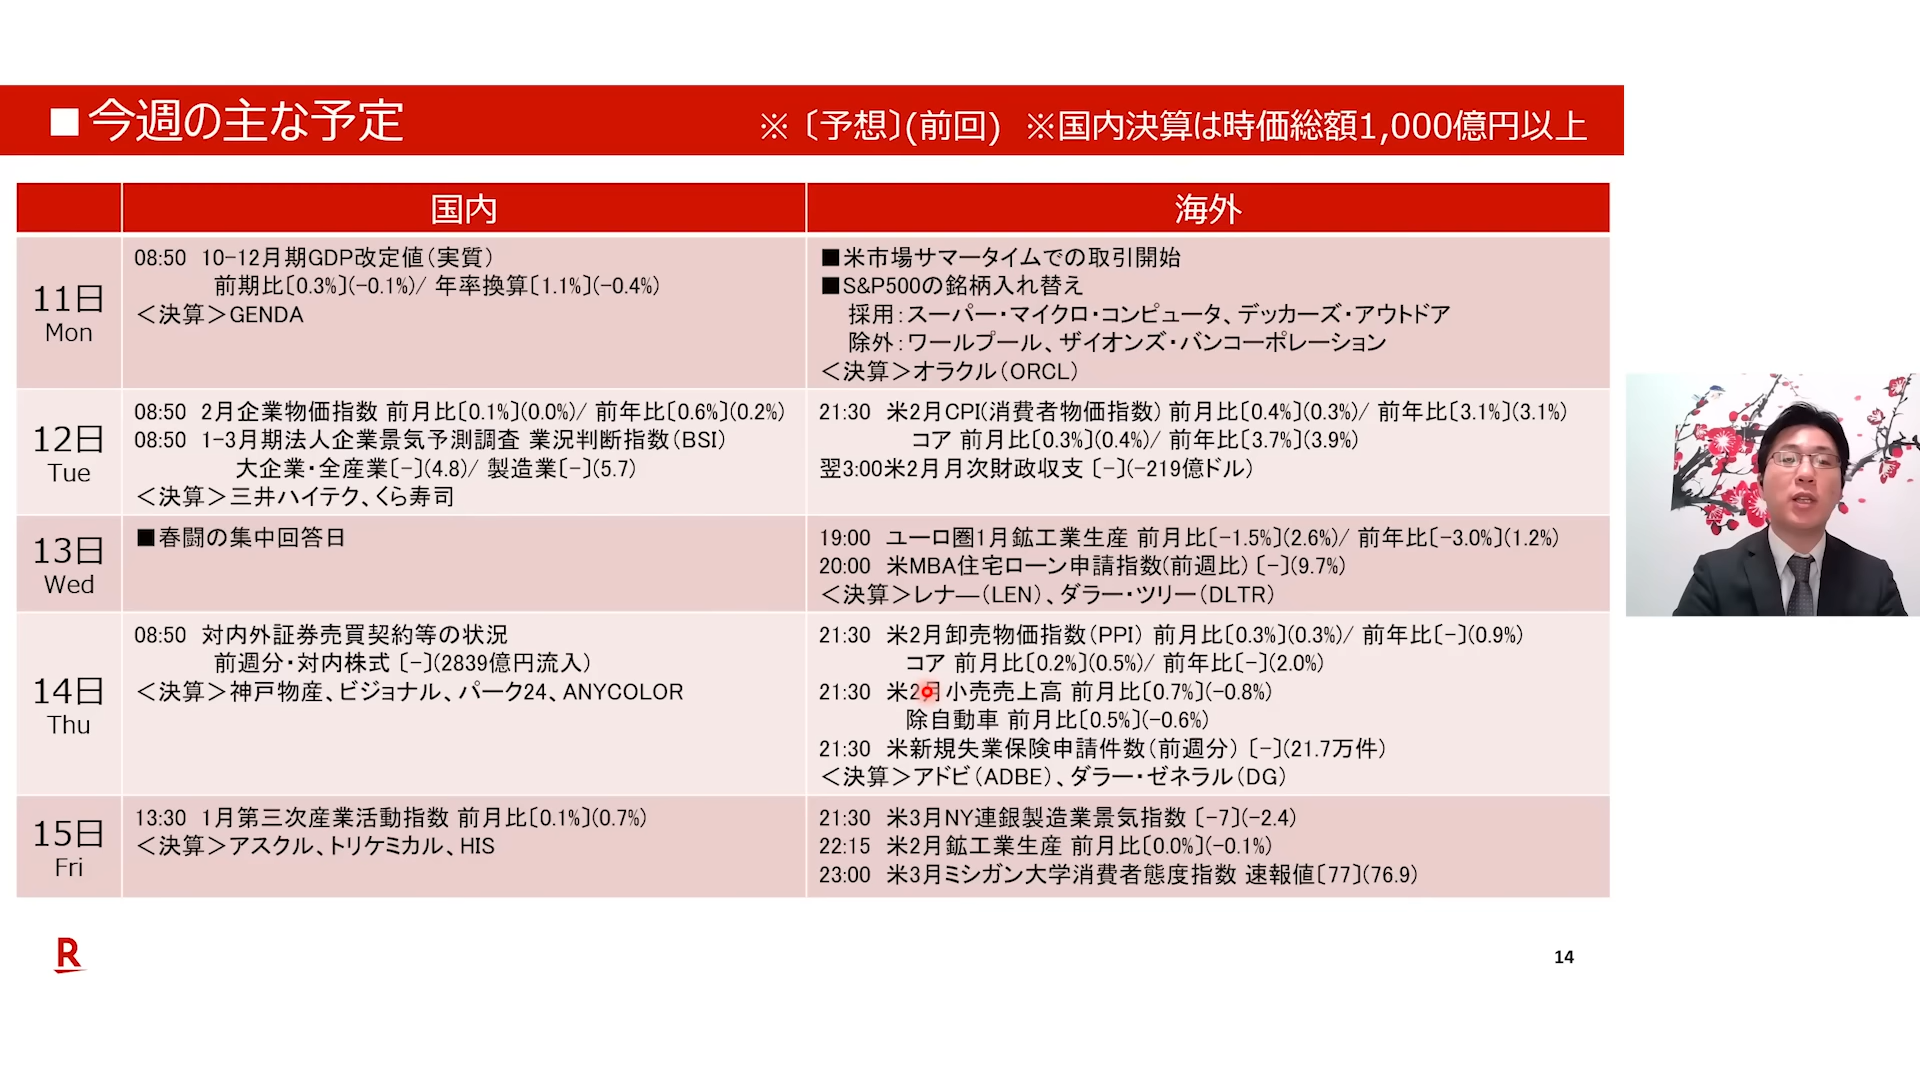 ■今週の主な予定
※〔予想〕(前回) ※国内決算は時価総額1,000億円以上
国内
海外
11日
Mon
08:50 10-12月期GDP改定値(実質)
前期比〔0.3%〕(-0.1%)/ 年率換算〔1.1%〕(-0.4%)
＜決算＞GENDA
■米市場サマータイムでの取引開始
■S&P500の銘柄入れ替え
採用：スーパー・マイクロ・コンピュータ、デッカーズ・アウトドア
除外：ワールプール、ザイオンズ・バンコーポレーション
＜決算＞オラクル(ORCL)
12日
Tue
08:50 2月企業物価指数 前月比〔0.1%〕(0.0%)/ 前年比〔0.6%〕(0.2%)
08:50 1-3月期法人企業景気予測調査 業況判断指数(BSI)
大企業・全産業〔-〕(4.8)/ 製造業〔-〕(5.7)
＜決算＞三井ハイテク、くら寿司
21:30 米2月CPI(消費者物価指数) 前月比〔0.4%〕(0.3%)/ 前年比〔3.1%〕(3.1%)
コア 前月比〔0.3%〕(0.4%)/ 前年比〔3.7%〕(3.9%)
翌3:00米2月月次財政収支〔-〕(-219億ドル)
13日
Wed
■春闘の集中回答日
19:00 ユーロ圏1月鉱工業生産 前月比〔-1.5%〕(2.6%)/ 前年比〔-3.0%〕(1.2%)
20:00 米MBA住宅ローン申請指数(前週比)〔-〕(9.7%)
＜決算＞レナ―(LEN)、ダラー・ツリー(DLTR)
14日
Thu
08:50 対内外証券売買契約等の状況
前週分・対内株式〔-〕(2839億円流入)
＜決算＞神戸物産、ビジョナル、パーク24、ANYCOLOR
21:30 米2月卸売物価指数(PPI) 前月比〔0.3%〕(0.3%)/ 前年比〔-〕(0.9%)
コア 前月比〔0.2%〕(0.5%)/ 前年比〔-〕(2.0%)
21:30 米2月小売売上高 前月比〔0.7%〕(-0.8%)
除自動車 前月比〔0.5%〕(-0.6%)
21:30 米新規失業保険申請件数(前週分)〔-〕(21.7万件)
＜決算＞アドビ(ADBE)、ダラー・ゼネラル(DG)
15日
Fri
13:30 1月第三次産業活動指数 前月比〔0.1%〕(0.7%)
＜決算＞アスクル、トリケミカル、HIS
21:30 米3月NY連銀製造業景気指数〔-7〕(-2.4)
22:15 米2月鉱工業生産 前月比〔0.0%〕(-0.1%)
23:00 米3月ミシガン大学消費者態度指数 速報値〔77〕(76.9)
R
14